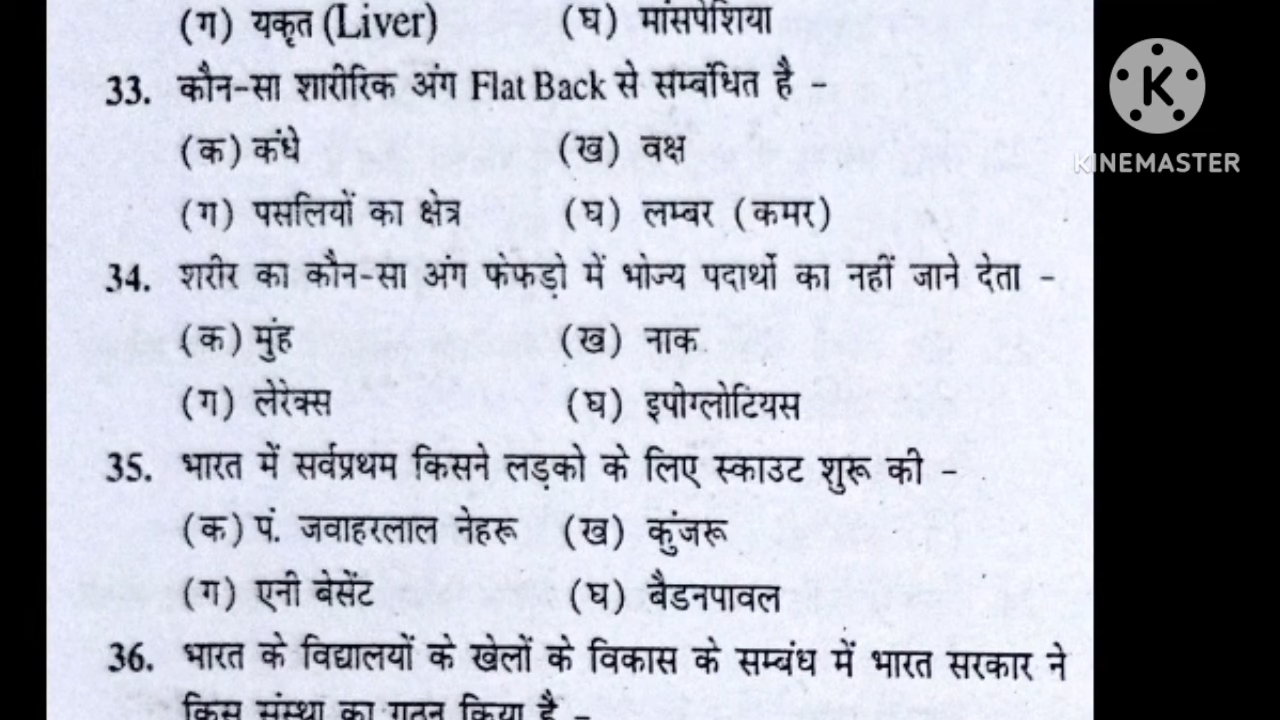 (ग) यकृत (Liver) (घ) मांसपेशिया
33. कौन-सा शारीरिक अंग Flat Back से संम्बंधित है -
(क) कंधे (ख) वक्ष
(ग) पसलियों का क्षेत्र (घ) लम्बर (कमर)
34. शरीर का कौन-सा अंग फेफड़ो में भोज्य पदार्थो का नहीं जाने देता -
(क) मुंह (ख) नाक
(ग) लेरेक्स (घ) इपीग्लोटियस
35. भारत में सर्वप्रथम किसने लड़को के लिए स्काउट शुरू की -
(क) पं. जवाहरलाल नेहरू (ख) कुंजरू
(ग) एनी बेसेंट (घ) बैडनपावल
36. भारत के विद्यालयों के खेलों के विकास के सम्बंध में भारत सरकार ने
किस संस्था का गठन किया है -
K
KINEMASTER